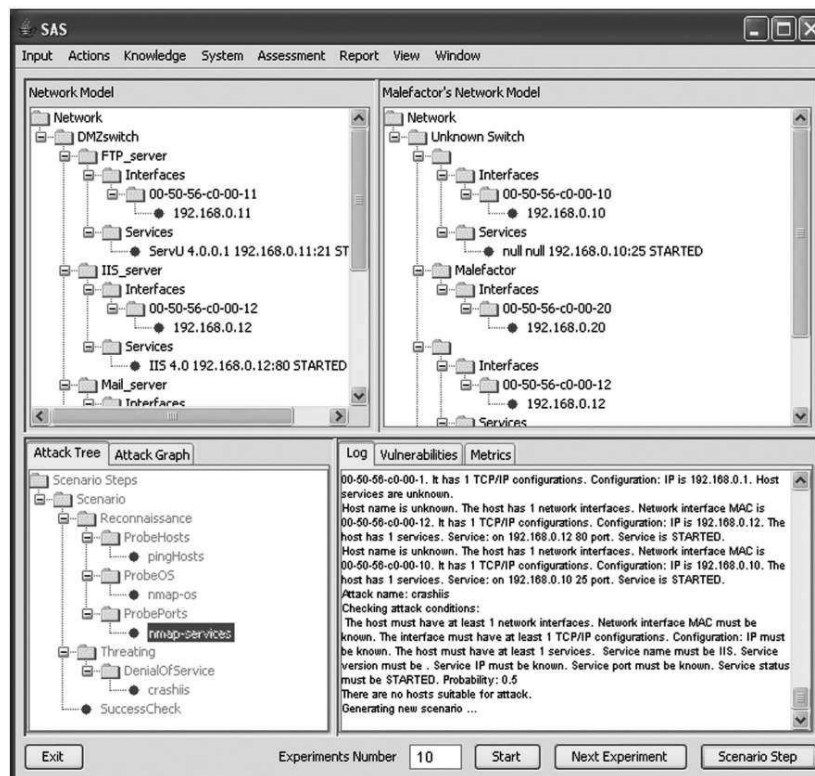 SAS
Input Actions Knowledge System Assessment Report View Window
Network Model
Network
DMZswitch
FTP_server
Interfaces
00-50-56-c0-00-11
192.168.0.11
Services
ServU 4.0.0.1 192.168.0.11:21 ST
IIS_server
Interfaces
00-50-56-c0-00-12
192.168.0.12
Services
IIS 4.0 192.168.0.12:80 STARTED
Mail_server
Interfaces
Malefactor's Network Model
Network
Unknown Switch
Interfaces
00-50-56-c0-00-10
192.168.0.10
Services
null null 192.168.0.10:25 STARTED
Malefactor
Interfaces
00-50-56-c0-00-20
192.168.0.20
Interfaces
00-50-56-c0-00-12
192.168.0.12
Services
Attack Tree Attack Graph
Scenario Steps
Scenario
Reconnaissance
ProbeHosts
pingHosts
ProbeOS
nmap-os
ProbePorts
nmap-services
Threating
DenialOfService
crashiis
SuccessCheck
Log Vulnerabilities Metrics
00-50-56-c0-00-1. It has 1 TCP/IP configurations. Configuration: IP is 192.168.0.1. Host
services are unknown.
Host name is unknown. The host has 1 network interfaces. Network interface MAC is
00-50-56-c0-00-12. It has 1 TCP/IP configurations. Configuration: IP is 192.168.0.12. The
host has 1 services. Service: on 192.168.0.12 80 port. Service is STARTED.
Host name is unknown. The host has 1 network interfaces. Network interface MAC is
00-50-56-c0-00-10. It has 1 TCP/IP configurations. Configuration: IP is 192.168.0.10. The
host has 1 services. Service: on 192.168.0.10 25 port. Service is STARTED.
Attack name: crashiis
Checking attack conditions:
The host must have at least 1 network interfaces. Network interface MAC must be
known. The interface must have at least 1 TCP/IP configurations. Configuration: IP must
be known. The host must have at least 1 services. Service name must be IIS. Service
version must be . Service IP must be known. Service port must be known. Service status
must be STARTED. Probability: 0.5
There are no hosts suitable for attack.
Generating new scenario ...
Exit Experiments Number 10 Start Next Experiment Scenario Step